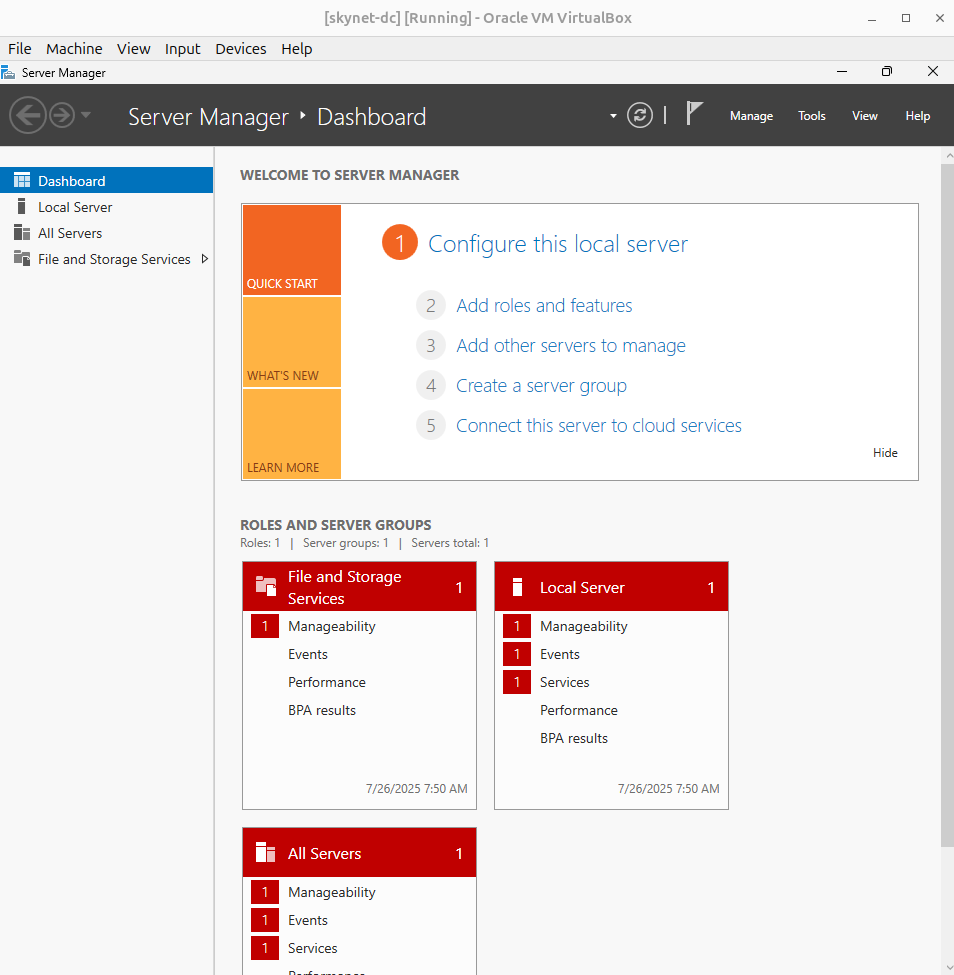 [skynet-dc] [Running] - Oracle VM VirtualBox
File Machine View Input Devices Help
Server Manager
Server Manager ‣ Dashboard
Manage Tools View Help
Dashboard
Local Server
All Servers
File and Storage Services
WELCOME TO SERVER MANAGER
QUICK START
WHAT'S NEW
LEARN MORE
1 Configure this local server
2 Add roles and features
3 Add other servers to manage
4 Create a server group
5 Connect this server to cloud services
Hide
ROLES AND SERVER GROUPS
Roles: 1 | Server groups: 1 | Servers total: 1
File and Storage
Services 1
1 Manageability
Events
Performance
BPA results
7/26/2025 7:50 AM
Local Server 1
1 Manageability
1 Events
1 Services
Performance
BPA results
7/26/2025 7:50 AM
All Servers 1
1 Manageability
1 Events
1 Services
Performance